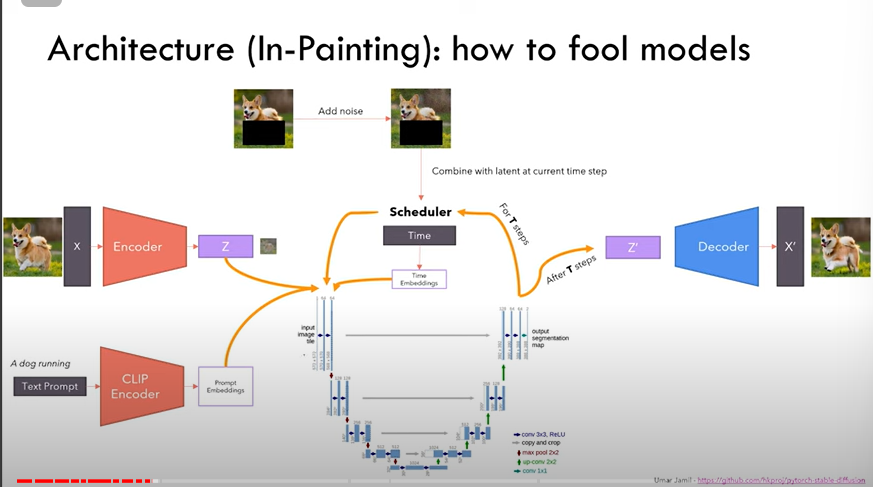 Architecture (In-Painting): how to fool models
Add noise
Combine with latent at current time step
Scheduler
For T steps
Time
X
Encoder
Z
After T steps
Z'
Decoder
X'
Time
Embeddings
input
image
tile
output
segmentation
map
A dog running
Text Prompt
CLIP
Encoder
Prompt
Embeddings
conv 3x3, ReLU
copy and crop
max pool 2x2
up-conv 2x2
conv 1x1
Umar Jamil - https://github.com/hkproj/pytorch-stable-diffusion